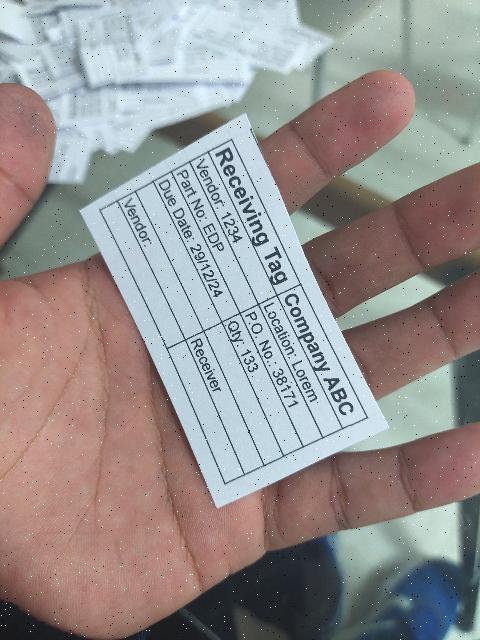 Receiving Tag Company ABC
Vendor: 1234 Location: Lorem
Part No: EDP P.O. No.: 38171
Due Date: 29/12/24 Qty: 133
Vendor: Receiver